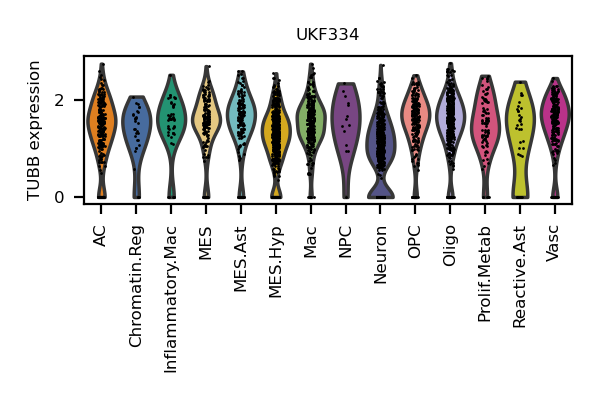 UKF334
TUBB expression
2
0
AC
Chromatin.Reg
Inflammatory.Mac
MES
MES.Ast
MES.Hyp
Mac
NPC
Neuron
OPC
Oligo
Prolif.Metab
Reactive.Ast
Vasc